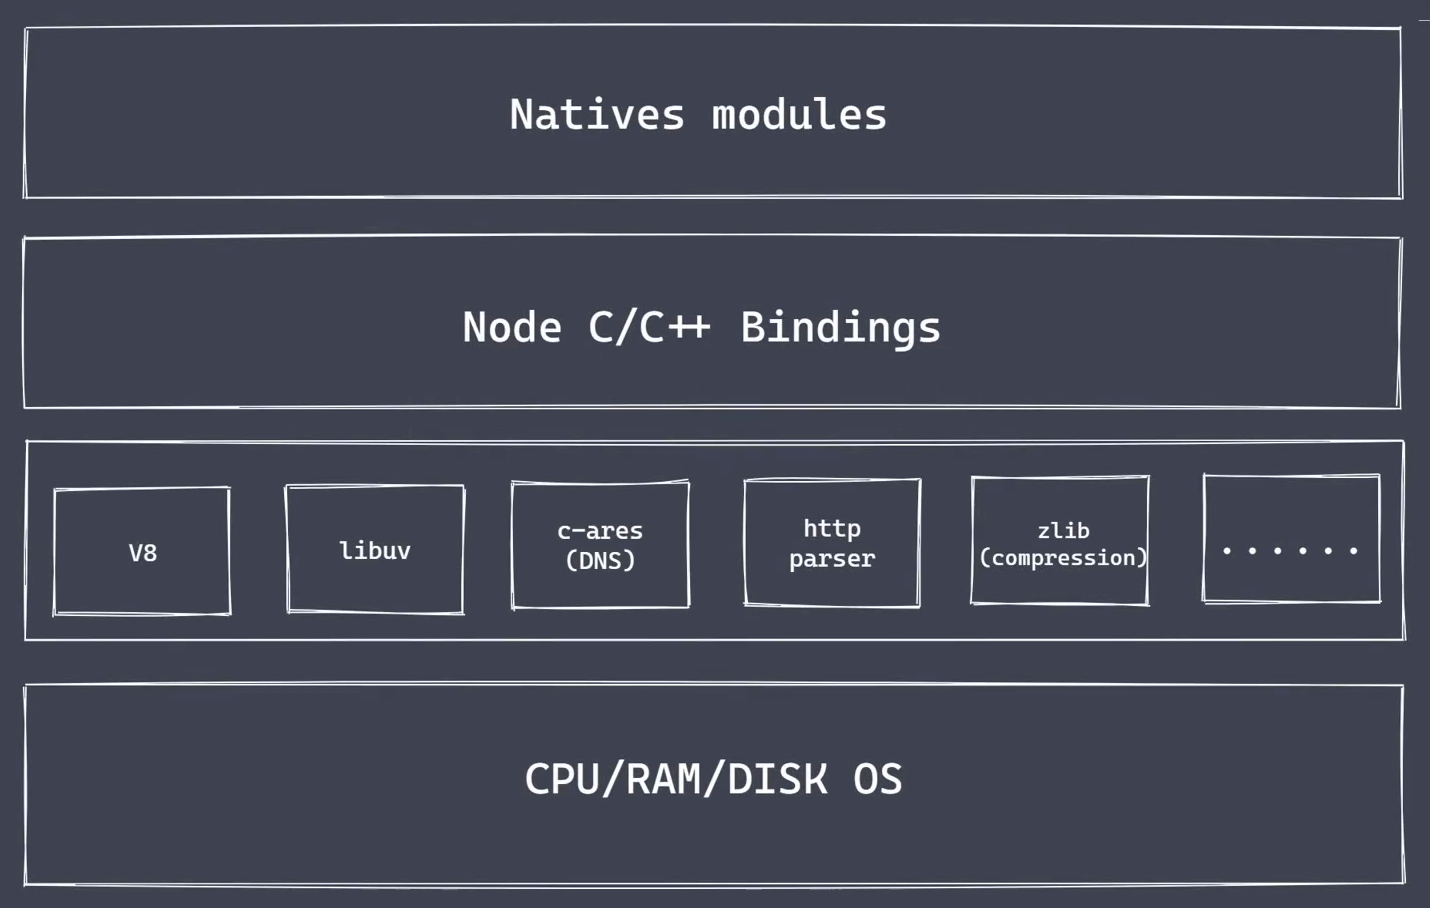 Natives modules
Node C/C++ Bindings
V8
libuv
c-ares
(DNS)
http
parser
zlib
(compression)
......
CPU/RAM/DISK OS